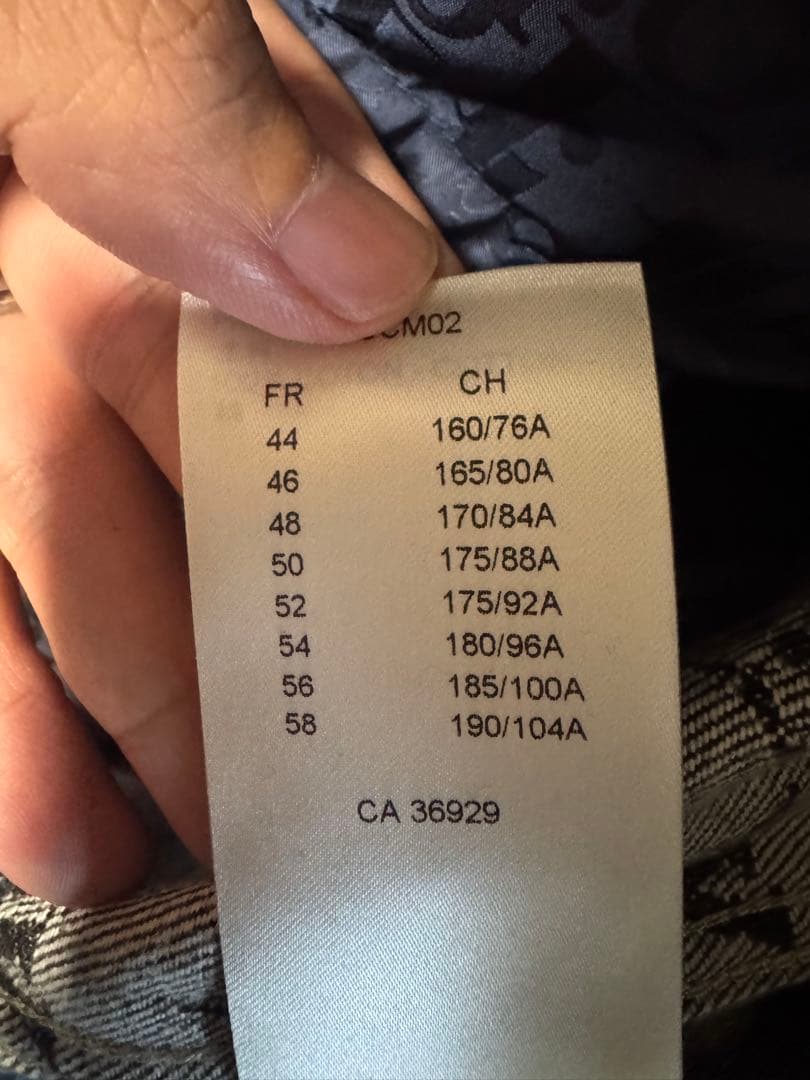 FR CH
44 160/76A
46 165/80A
48 170/84A
50 175/88A
52 175/92A
54 180/96A
56 185/100A
58 190/104A
CA 36929